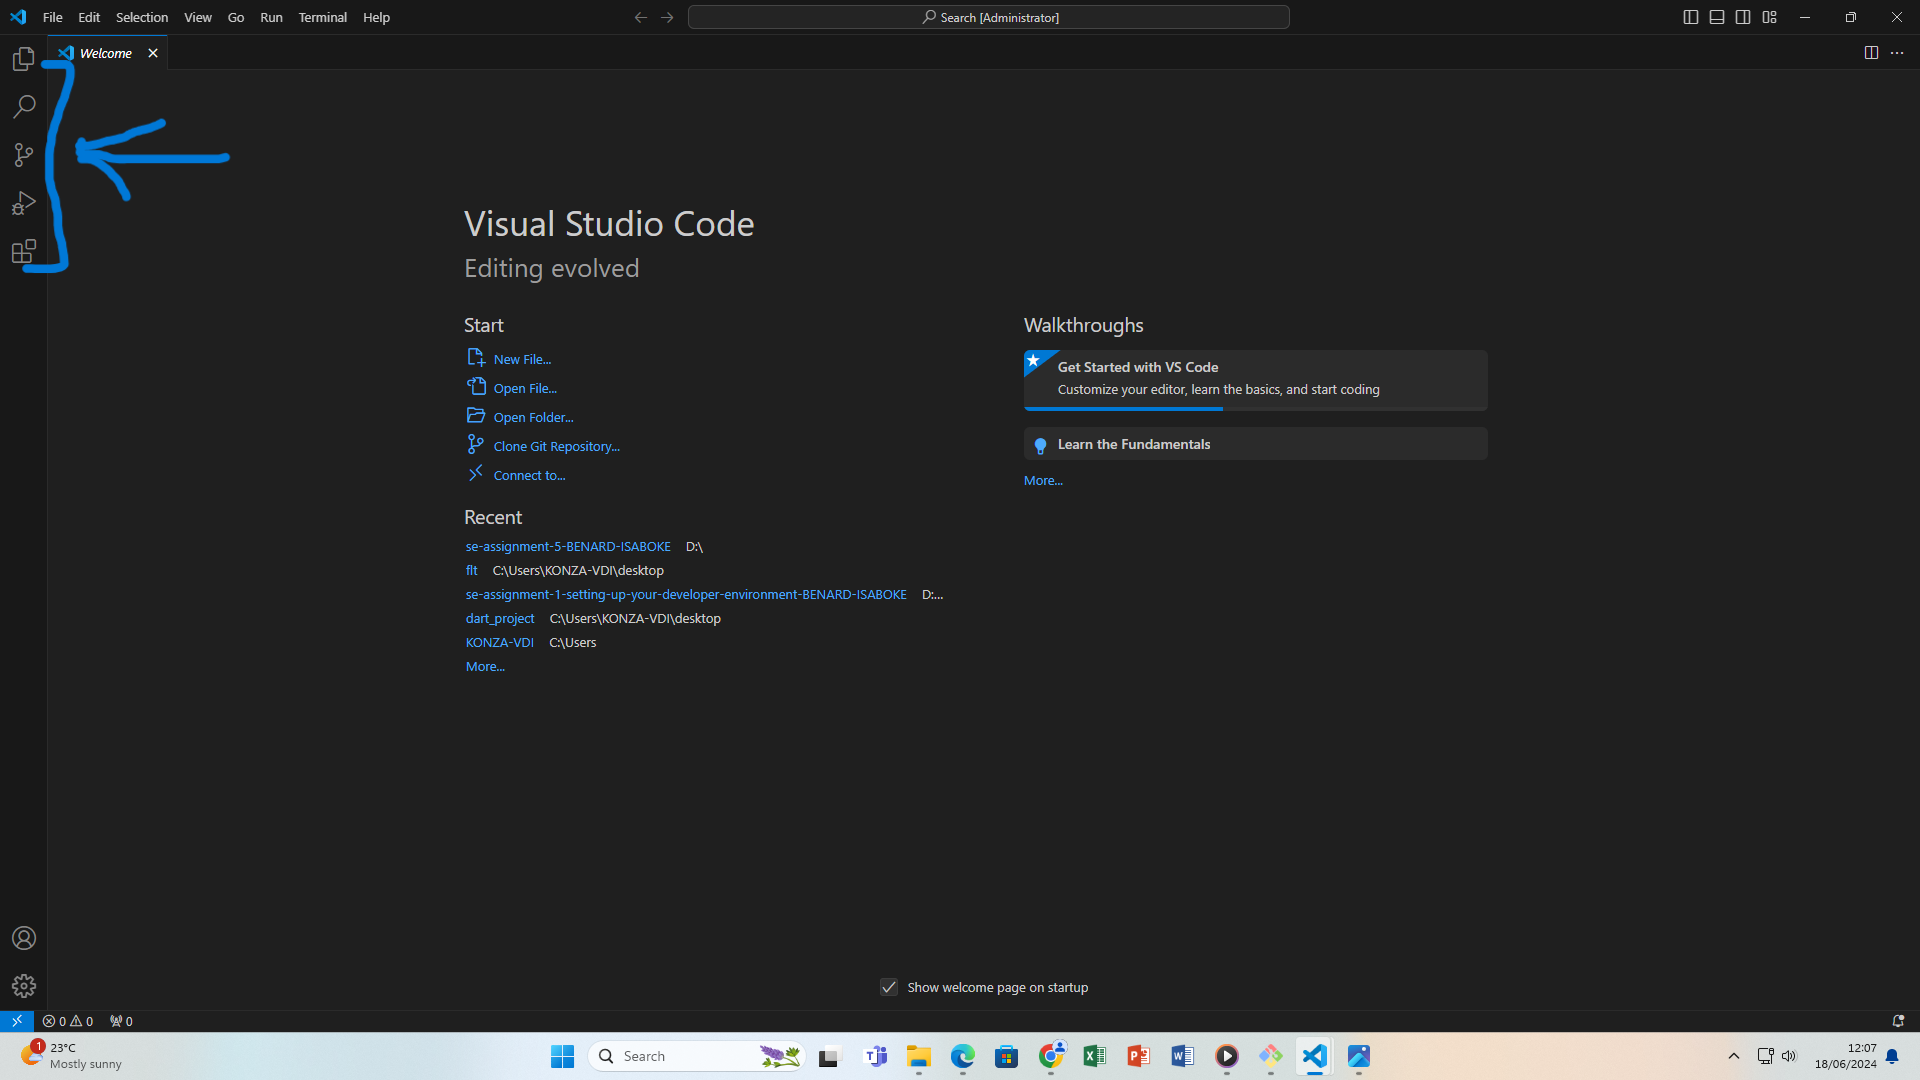 File Edit Selection View Go Run Terminal Help
Search [Administrator]
Welcome
Visual Studio Code
Editing evolved
Start
New File...
Open File...
Open Folder...
Clone Git Repository...
Connect to...
Recent
se-assignment-5-BENARD-ISABOKE D:\
flt C:\Users\KONZA-VDI\desktop
se-assignment-1-setting-up-your-developer-environment-BENARD-ISABOKE D:...
dart_project C:\Users\KONZA-VDI\desktop
KONZA-VDI C:\Users
More...
Walkthroughs
Get Started with VS Code
Customize your editor, learn the basics, and start coding
Learn the Fundamentals
More...
Show welcome page on startup
0 0 0
1
23°C
Mostly sunny
Search
12:07
18/06/2024